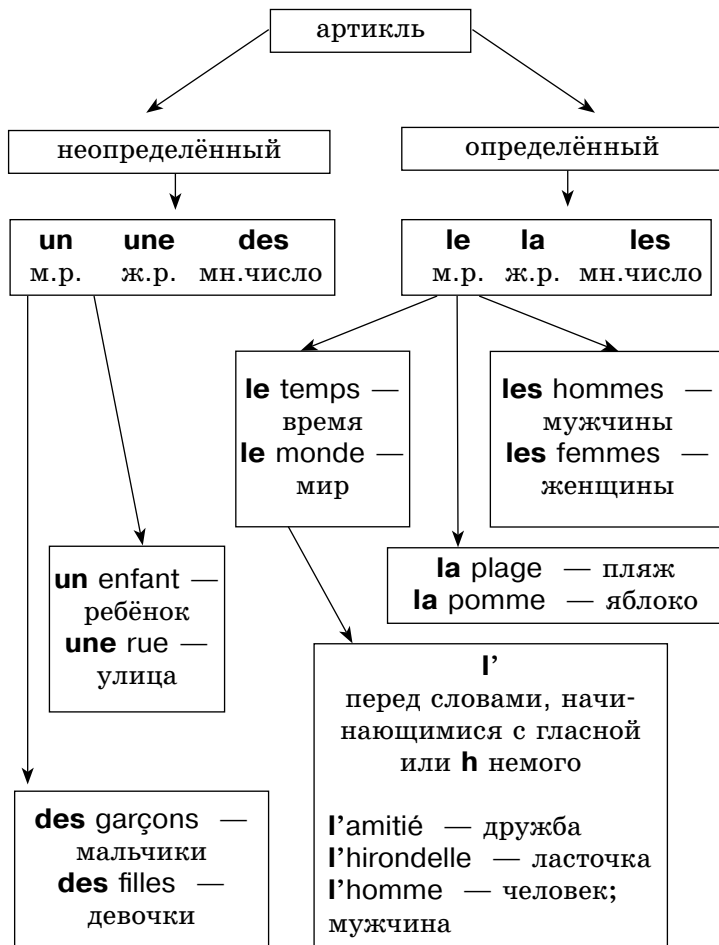 артикль
неопределённый
определённый
un une des
м.р. ж.р. мн.число
le la les
м.р. ж.р. мн.число
le temps —
время
le monde —
мир
les hommes —
мужчины
les femmes —
женщины
un enfant —
ребёнок
une rue —
улица
la plage — пляж
la pomme — яблоко
l’
перед словами, начи-
нающимися с гласной
или h немого
l’amitié — дружба
l’hirondelle — ласточка
l’homme — человек;
мужчина
des garçons —
мальчики
des filles —
девочки